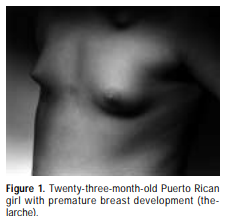 Figure 1. Twenty-three-month-old Puerto Rican
girl with premature breast development (the-
larche).